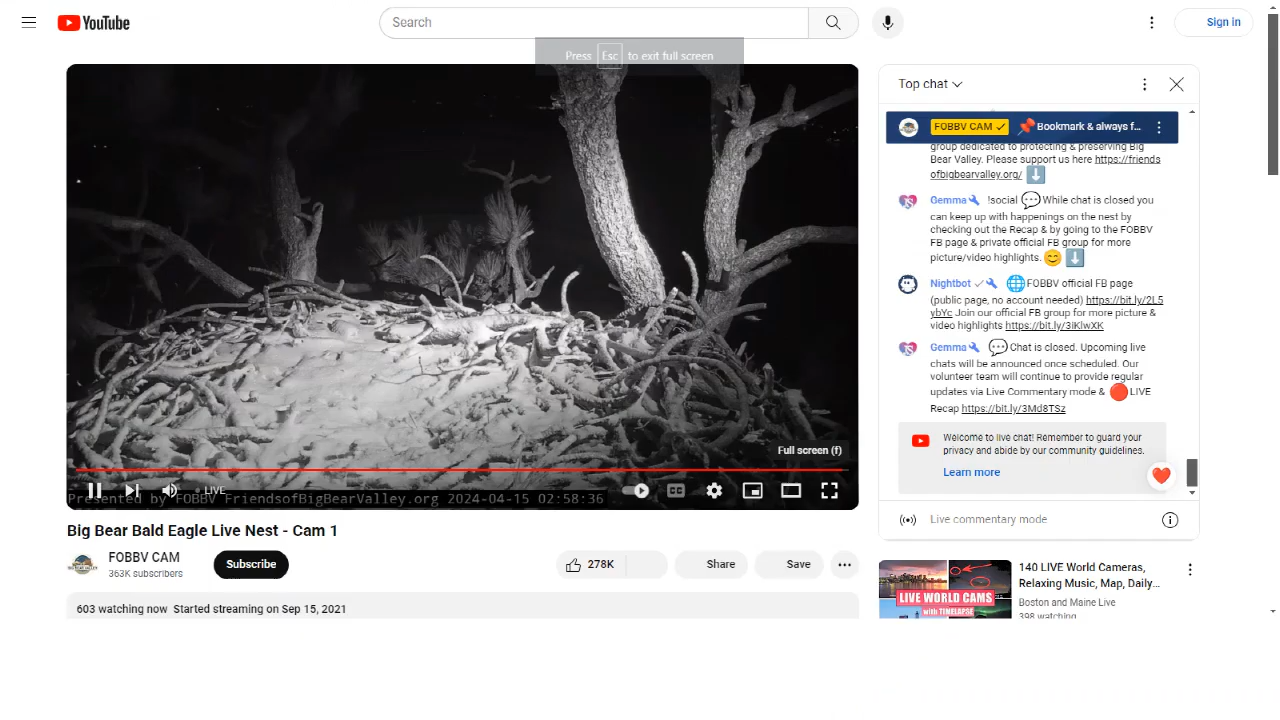 YouTube
Search
Sign in
Press Esc to exit full screen
Top chat
FOBBV CAM 📌Bookmark & always f...
group dedicated to protecting & preserving Big
Bear Valley. Please support us here https://friends
ofbigbearvalley.org/ ⬇️
Gemma🔧 !social 💬While chat is closed you
can keep up with happenings on the nest by
checking out the Recap & by going to the FOBBV
FB page & private official FB group for more
picture/video highlights.😊⬇️
Nightbot ✓🔧 🌐FOBBV official FB page
(public page, no account needed) https://bit.ly/2L5
ybYc Join our official FB group for more picture &
video highlights https://bit.ly/3iKlwXK
Gemma🔧 💬Chat is closed. Upcoming live
chats will be announced once scheduled. Our
volunteer team will continue to provide regular
updates via Live Commentary mode & 🔴LIVE
Recap https://bit.ly/3Md8TSz
Welcome to live chat! Remember to guard your
privacy and abide by our community guidelines.
Learn more
Live commentary mode
Full screen (f)
LIVE
CC
Presented by FOBBV FriendsofBigBearValley.org 2024-04-15 02:58:36
Big Bear Bald Eagle Live Nest - Cam 1
FOBBV CAM
363K subscribers
Subscribe
278K
Share
Save
603 watching now Started streaming on Sep 15, 2021
LIVE WORLD CAMS
with TIMELAPSE
140 LIVE World Cameras,
Relaxing Music, Map, Daily...
Boston and Maine Live
398 watching